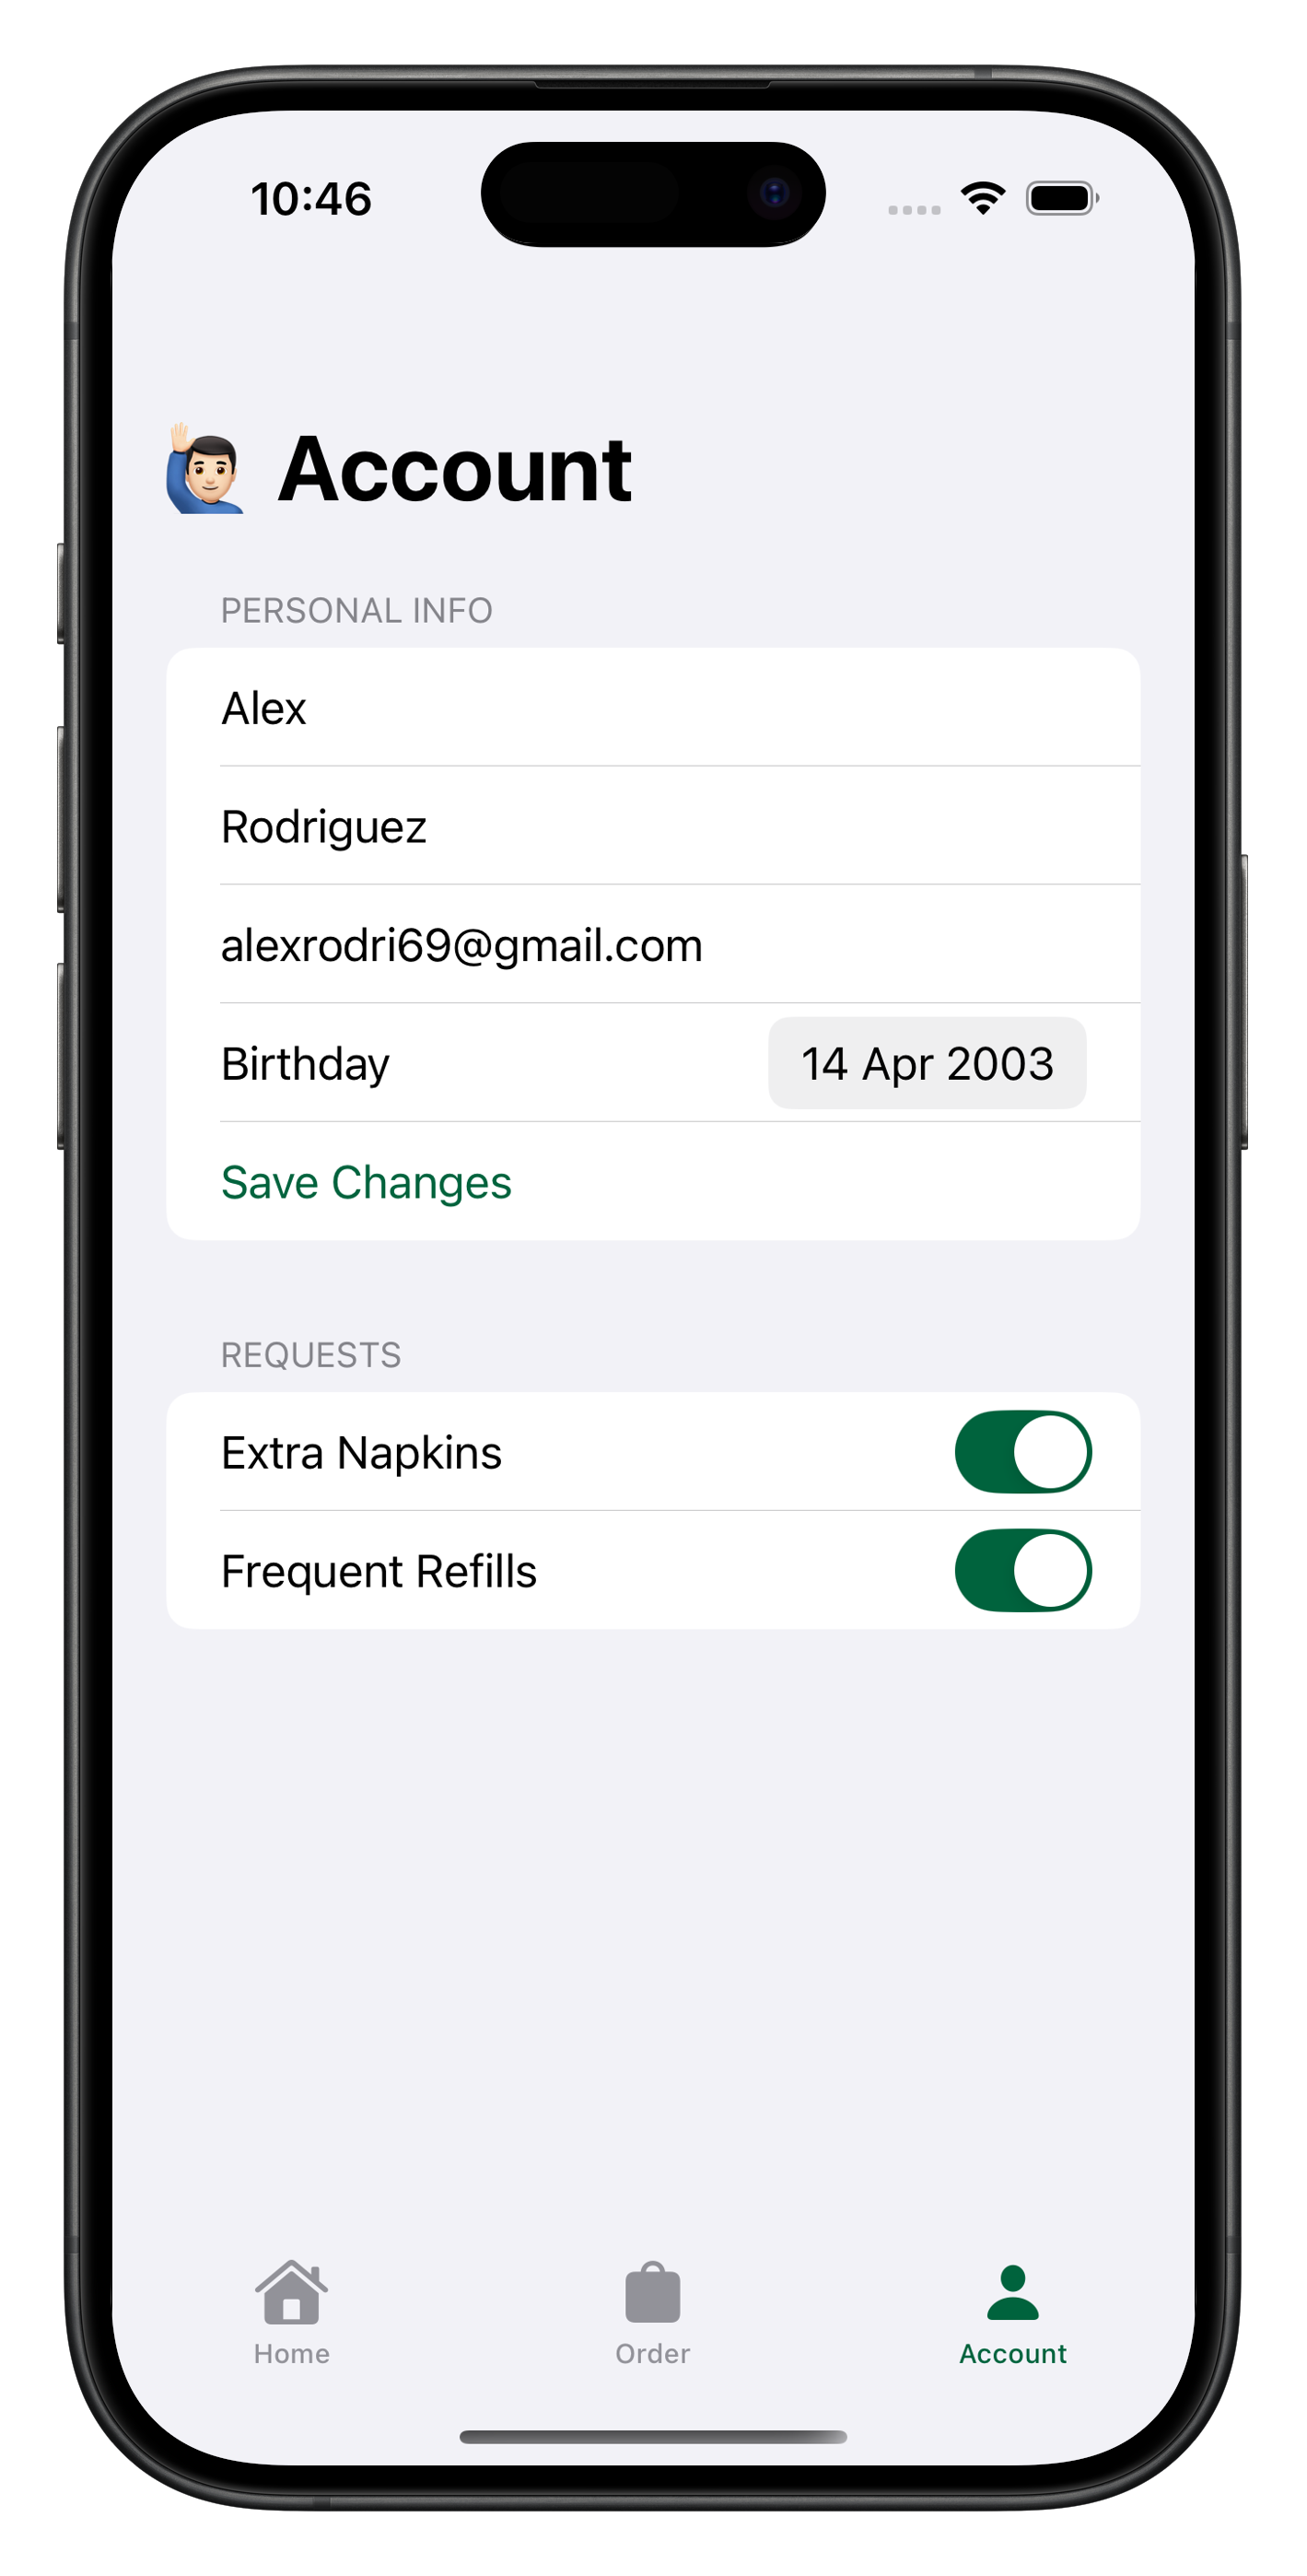 10:46
🙋🏻‍♂️ Account
PERSONAL INFO
Alex
Rodriguez
alexrodri69@gmail.com
Birthday 14 Apr 2003
Save Changes
REQUESTS
Extra Napkins
Frequent Refills
Home Order Account